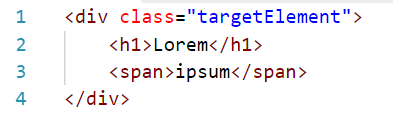 1 <div class="targetElement">
2     <h1>Lorem</h1>
3     <span>ipsum</span>
4 </div>